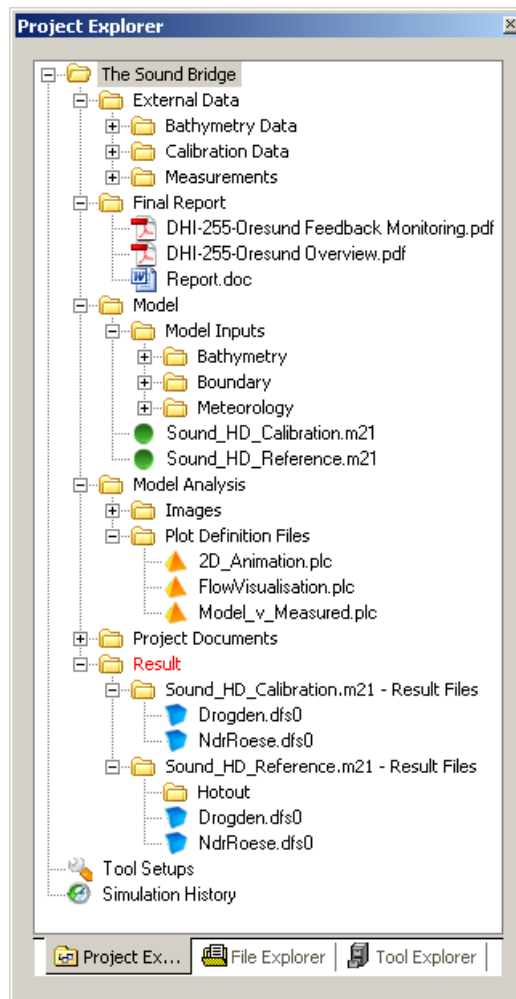 Project Explorer
The Sound Bridge
External Data
Bathymetry Data
Calibration Data
Measurements
Final Report
DHI-255-Oresund Feedback Monitoring.pdf
DHI-255-Oresund Overview.pdf
Report.doc
Model
Model Inputs
Bathymetry
Boundary
Meteorology
Sound_HD_Calibration.m21
Sound_HD_Reference.m21
Model Analysis
Images
Plot Definition Files
2D_Animation.plc
FlowVisualisation.plc
Model_v_Measured.plc
Project Documents
Result
Sound_HD_Calibration.m21 - Result Files
Drogden.dfs0
NdrRoese.dfs0
Sound_HD_Reference.m21 - Result Files
Hotout
Drogden.dfs0
NdrRoese.dfs0
Tool Setups
Simulation History
Project Ex... File Explorer Tool Explorer